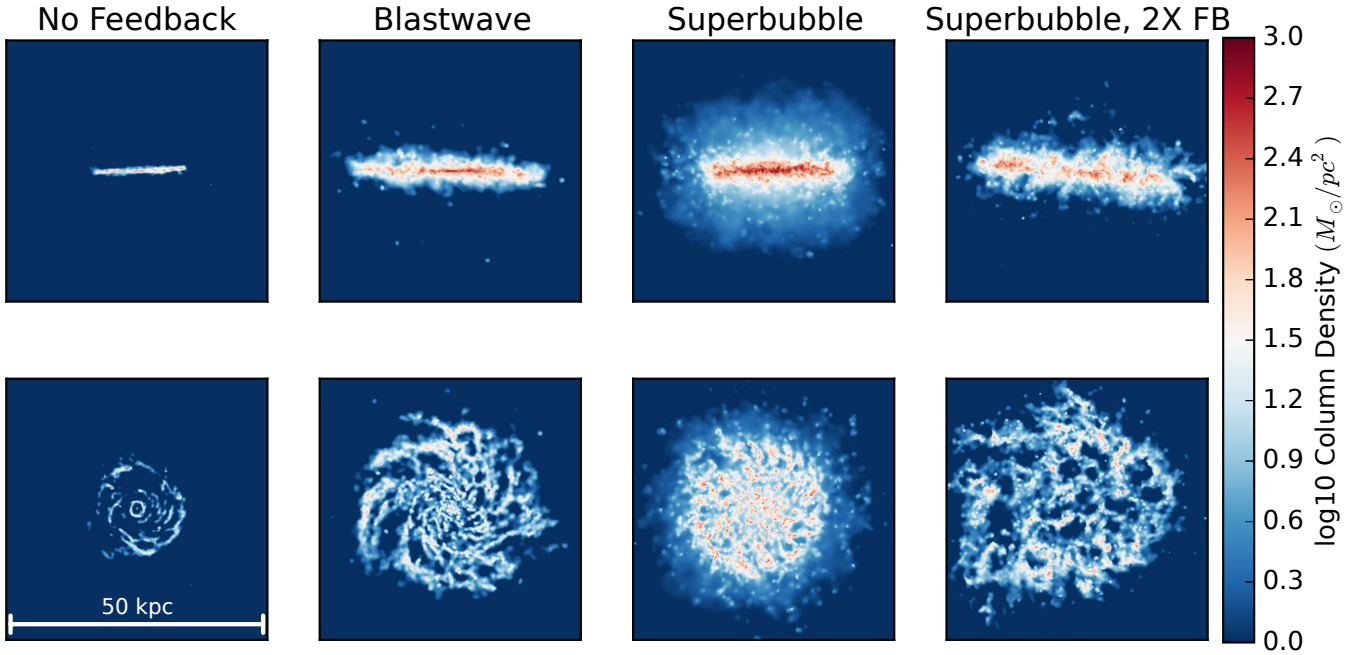 No Feedback
Blastwave
Superbubble
Superbubble, 2X FB
50 kpc
3.0
2.7
2.4
2.1
1.8
1.5
1.2
0.9
0.6
0.3
0.0
log10 Column Density (M⊙/pc²)